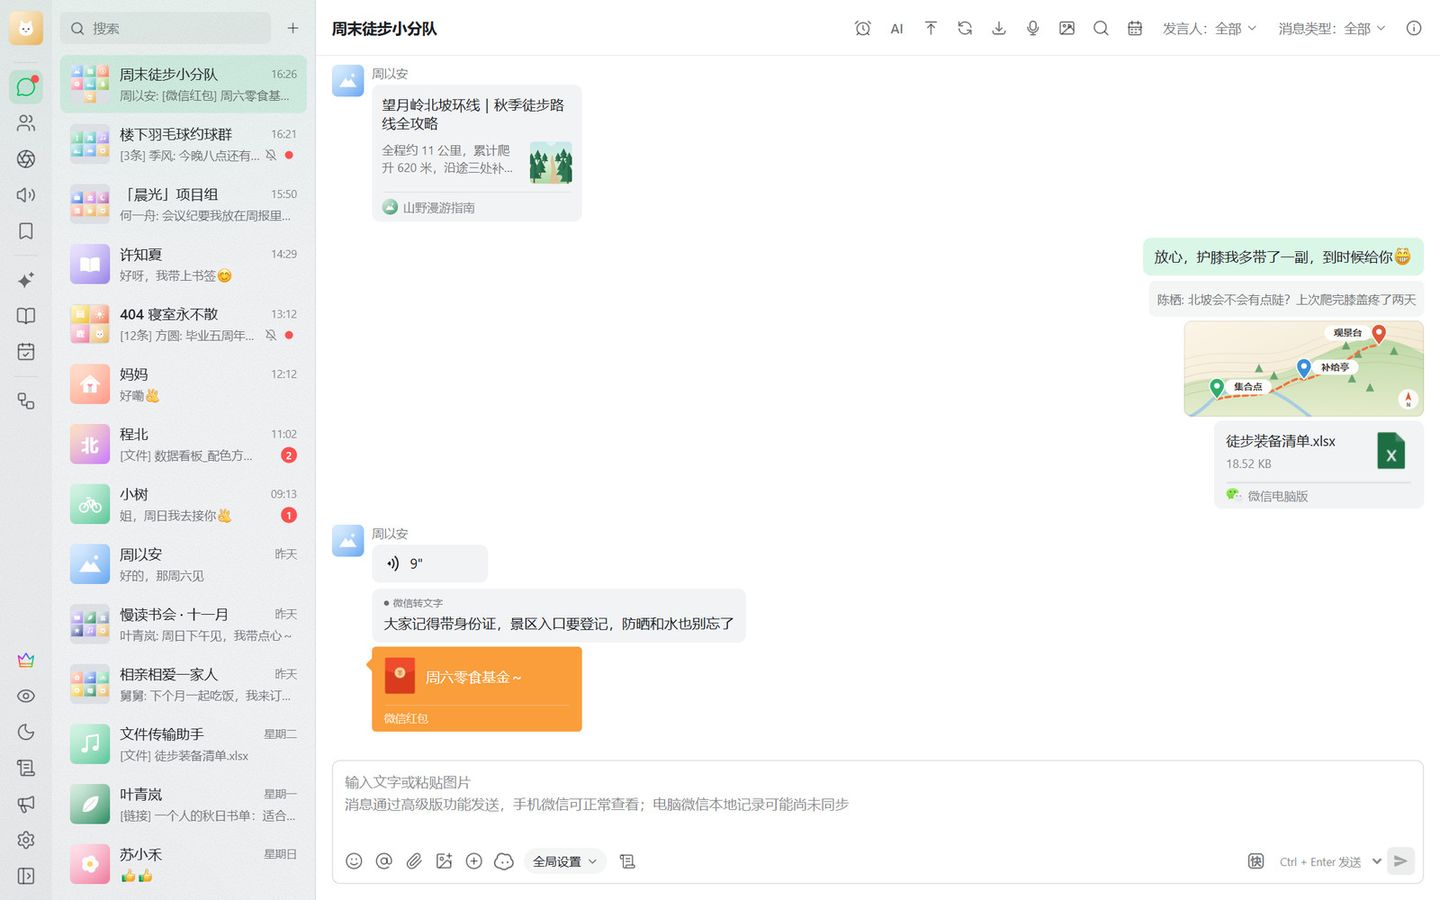 搜索
周末徒步小分队
16:26
周以安: [微信红包] 周六零食基...
楼下羽毛球约球群
16:21
[3条] 季风: 今晚八点还有...
「晨光」项目组
15:50
何一舟: 会议纪要我放在周报里...
许知夏
14:29
好呀，我带上书签😊
404 寝室永不散
13:12
[12条] 方圆: 毕业五周年...
妈妈
12:12
好嘞👌
北
程北
11:02
[文件] 数据看板_配色方...
2
小树
09:13
姐，周日我去接你👌
1
周以安
昨天
好的，那周六见
慢读书会 · 十一月
昨天
叶青岚: 周日下午见，我带点心～
相亲相爱一家人
昨天
舅舅: 下个月一起吃饭，我来订...
文件传输助手
星期二
[文件] 徒步装备清单.xlsx
叶青岚
星期一
[链接] 一个人的秋日书单：适合...
苏小禾
星期日
👍👍
周末徒步小分队
AI
发言人：全部
消息类型：全部
周以安
望月岭北坡环线 | 秋季徒步路
线全攻略
全程约 11 公里，累计爬
升 620 米，沿途三处补...
山野漫游指南
放心，护膝我多带了一副，到时候给你😁
陈栖: 北坡会不会有点陡？上次爬完膝盖疼了两天
观景台
补给亭
集合点
N
徒步装备清单.xlsx
18.52 KB
X
微信电脑版
周以安
9"
微信转文字
大家记得带身份证，景区入口要登记，防晒和水也别忘了
周六零食基金～
微信红包
输入文字或粘贴图片
消息通过高级版功能发送，手机微信可正常查看；电脑微信本地记录可能尚未同步
全局设置
快
Ctrl + Enter 发送